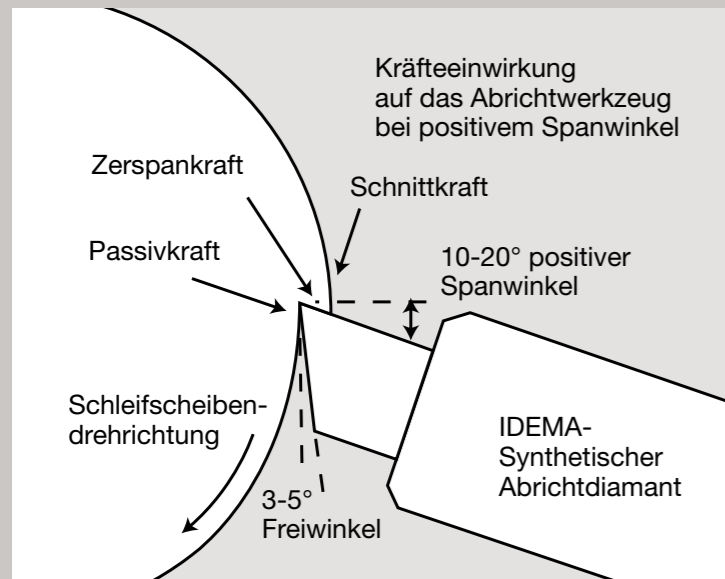 Kräfteeinwirkung
auf das Abrichtwerkzeug
bei positivem Spanwinkel
Zerspankraft
Schnittkraft
Passivkraft
10-20° positiver
Spanwinkel
Schleifscheiben-
drehrichtung
IDEMA-
Synthetischer
Abrichtdiamant
3-5°
Freiwinkel